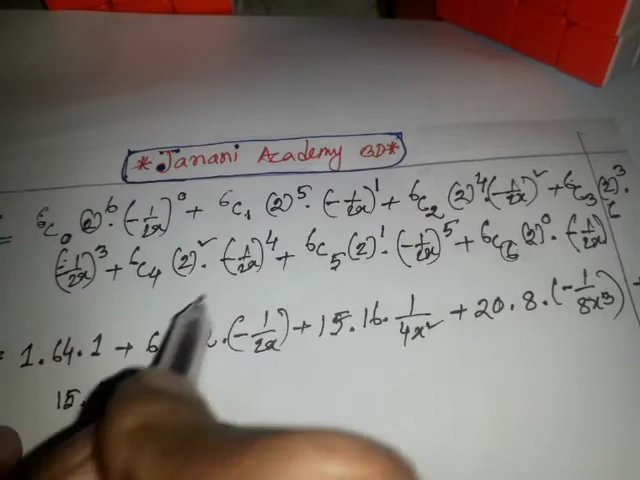 *Janani Academy BD*
= ⁶C₀ (2)⁶·(-1/2x)⁰ + ⁶C₁ (2)⁵·(-1/2x)¹ + ⁶C₂ (2)⁴·(-1/2x)² + ⁶C₃ (2)³·
(-1/2x)³ + ⁶C₄ (2)²·(-1/2x)⁴ + ⁶C₅ (2)¹·(-1/2x)⁵ + ⁶C₆ (2)⁰·(-1/2x)⁶
= 1.64.1 + 6 .(-1/2x) + 15.16.1/4x² + 20.8.(-1/8x³) +
15.